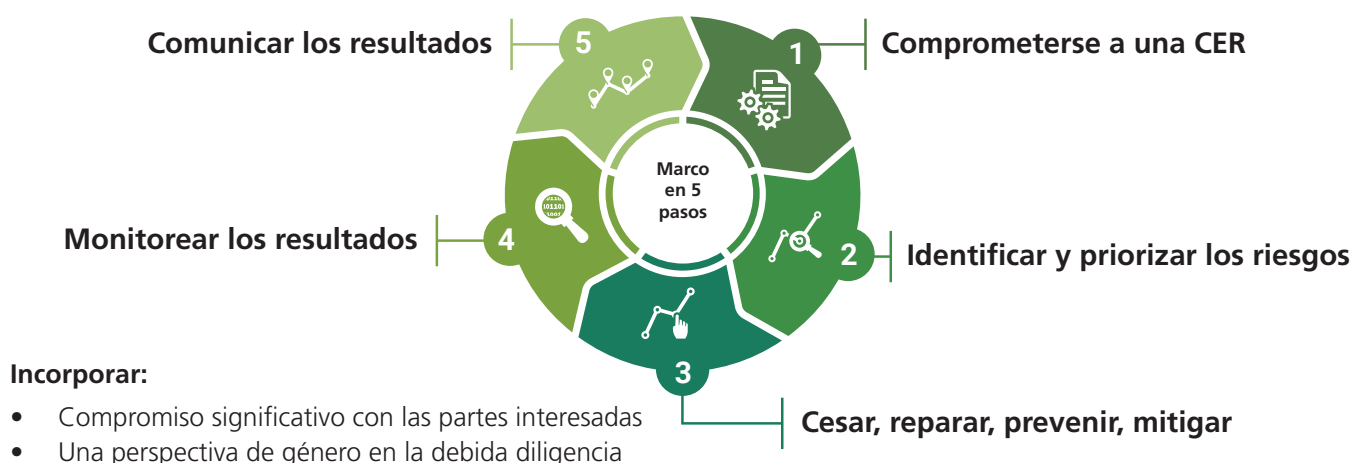 Comunicar los resultados
5
1
Comprometerse a una CER
Marco
en 5
pasos
Monitorear los resultados
4
2
Identificar y priorizar los riesgos
3
Cesar, reparar, prevenir, mitigar
Incorporar:
• Compromiso significativo con las partes interesadas
• Una perspectiva de género en la debida diligencia